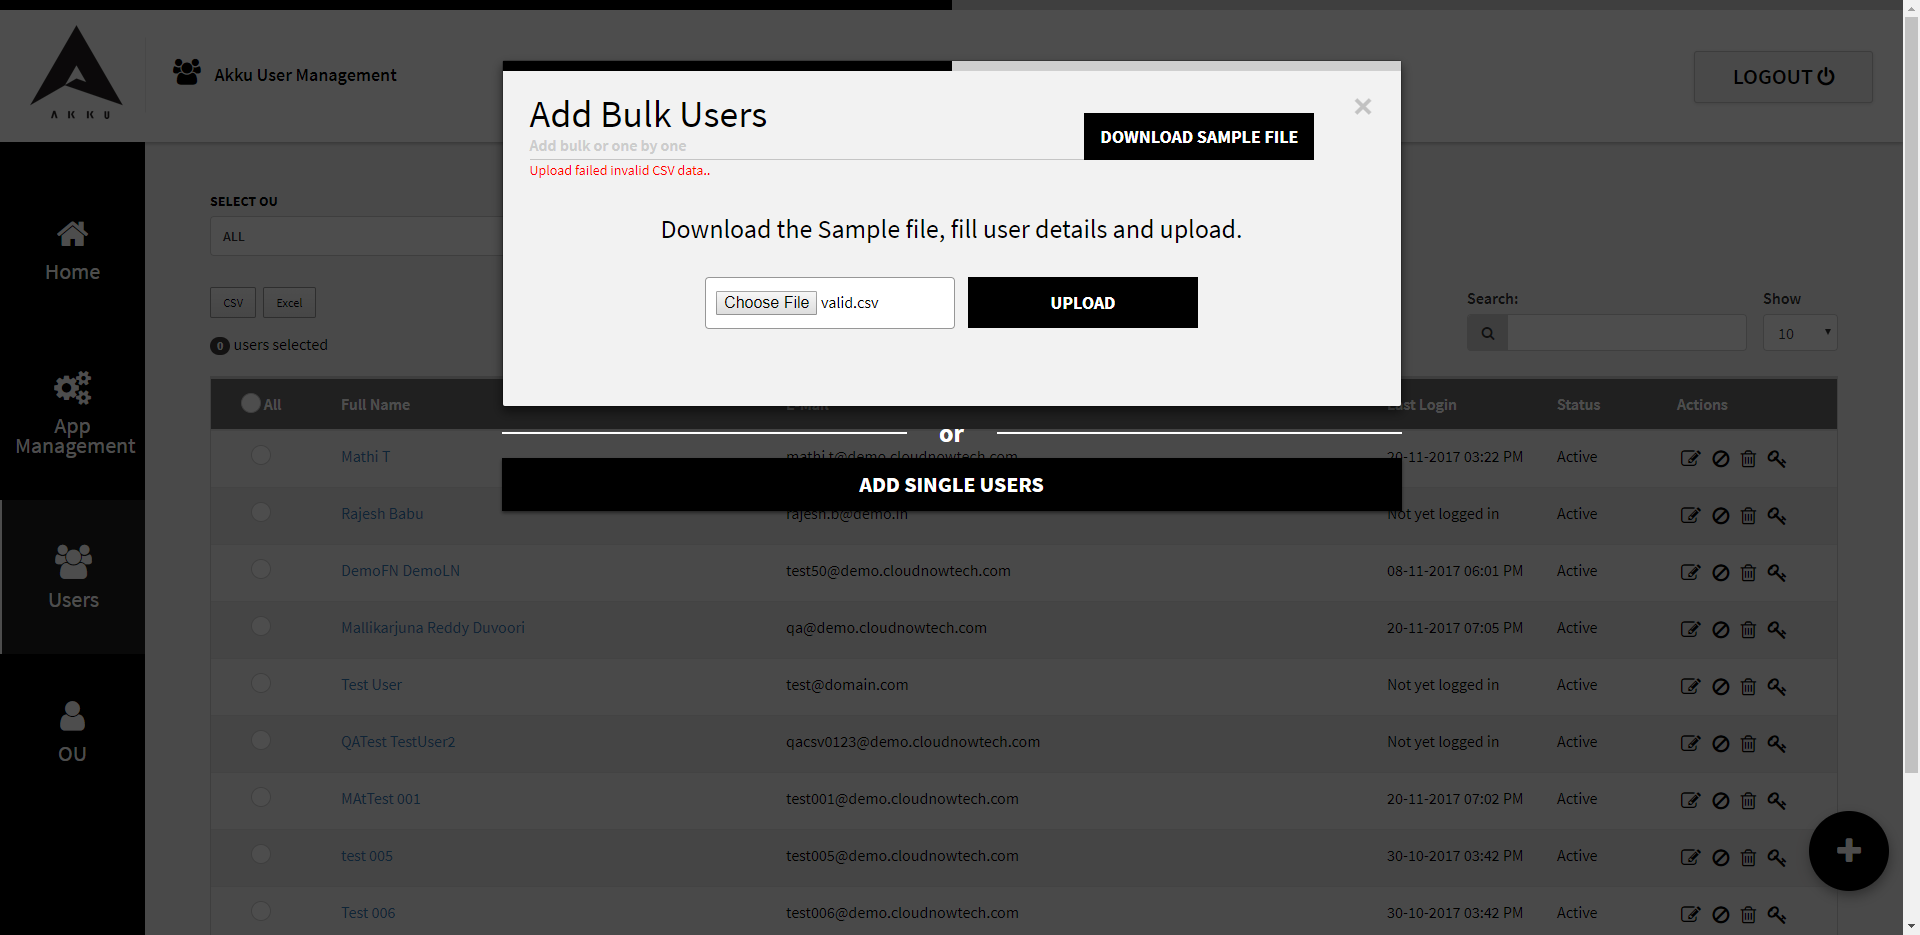 AKKU
Akku User Management
LOGOUT
Add Bulk Users
Add bulk or one by one
DOWNLOAD SAMPLE FILE
×
Upload failed invalid CSV data..
Download the Sample file, fill user details and upload.
Choose File valid.csv
UPLOAD
or
ADD SINGLE USERS
Home
App
Management
Users
OU
SELECT OU
ALL
CSV Excel
0 users selected
Search:
Show
10
All Full Name E-Mail Last Login Status Actions
Mathi T mathi.t@demo.cloudnowtech.com 20-11-2017 03:22 PM Active
Rajesh Babu rajesh.b@demo.in Not yet logged in Active
DemoFN DemoLN test50@demo.cloudnowtech.com 08-11-2017 06:01 PM Active
Mallikarjuna Reddy Duvoori qa@demo.cloudnowtech.com 20-11-2017 07:05 PM Active
Test User test@domain.com Not yet logged in Active
QATest TestUser2 qacsv0123@demo.cloudnowtech.com Not yet logged in Active
MAtTest 001 test001@demo.cloudnowtech.com 20-11-2017 07:02 PM Active
test 005 test005@demo.cloudnowtech.com 30-10-2017 03:42 PM Active
Test 006 test006@demo.cloudnowtech.com 30-10-2017 03:42 PM Active